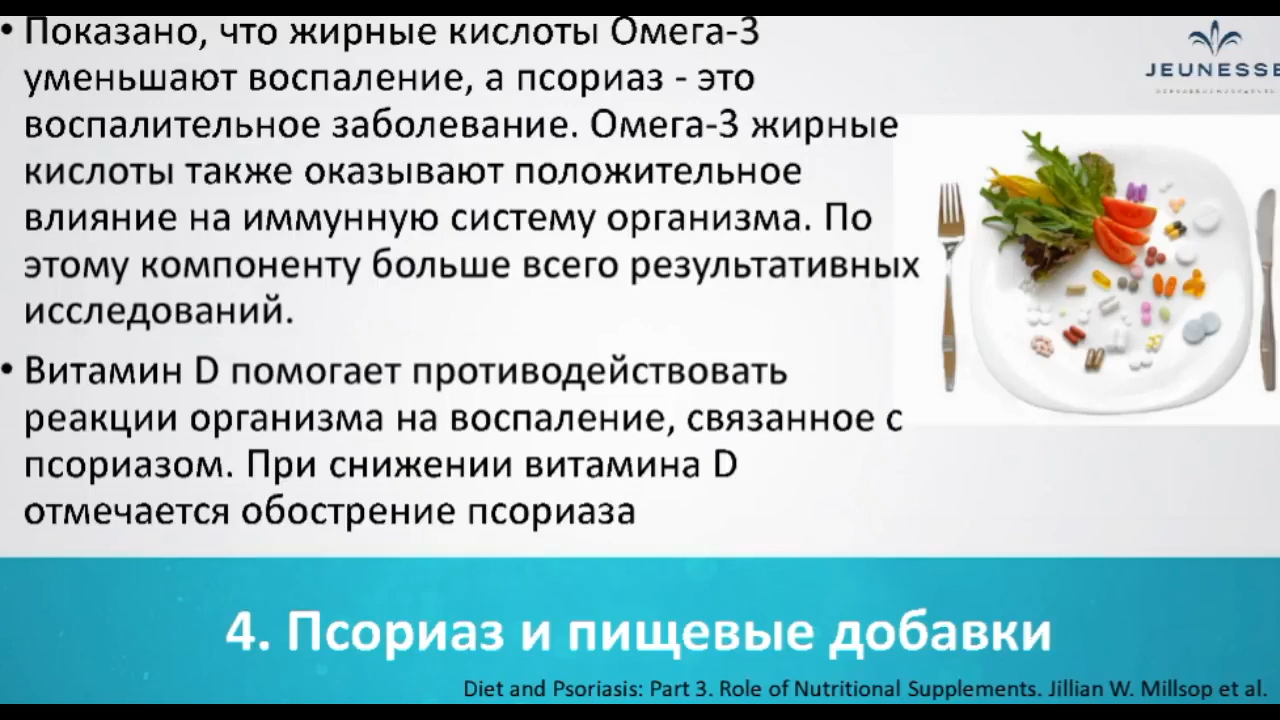 • Показано, что жирные кислоты Омега-3
уменьшают воспаление, а псориаз - это
воспалительное заболевание. Омега-3 жирные
кислоты также оказывают положительное
влияние на иммунную систему организма. По
этому компоненту больше всего результативных
исследований.
• Витамин D помогает противодействовать
реакции организма на воспаление, связанное с
псориазом. При снижении витамина D
отмечается обострение псориаза
JEUNESSE
4. Псориаз и пищевые добавки
Diet and Psoriasis: Part 3. Role of Nutritional Supplements. Jillian W. Millsop et al.